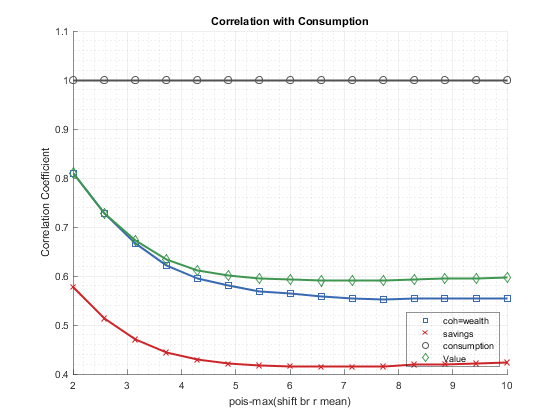 Correlation with Consumption
1.1
1
0.9
0.8
0.7
0.6
0.5
0.4
Correlation Coefficient
2 3 4 5 6 7 8 9 10
pois-max(shift br r mean)
coh=wealth
savings
consumption
Value